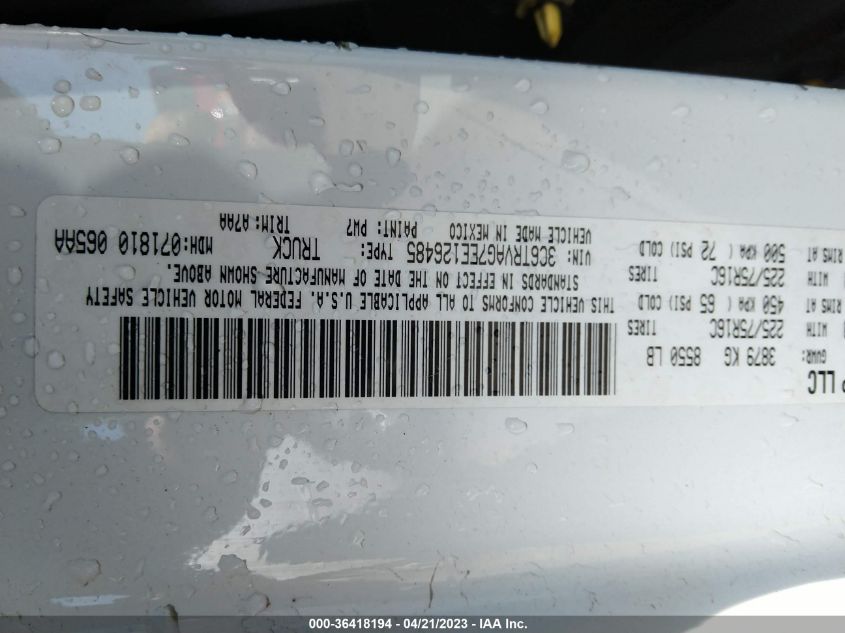 P LLC
GVWR: 3879 KG 8550 LB
WITH 225/75R16C TIRES
RIMS AT 450 KPA ( 65 PSI) COLD
WITH 225/75R16C TIRES
RIMS AT 500 KPA ( 72 PSI) COLD
THIS VEHICLE CONFORMS TO ALL APPLICABLE U.S.A. FEDERAL MOTOR VEHICLE SAFETY
STANDARDS IN EFFECT ON THE DATE OF MANUFACTURE SHOWN ABOVE.
VIN: 3C6TRVAG7EE126485 TYPE: TRUCK MDH:071810 065AA
VEHICLE MADE IN MEXICO PAINT: PW7 TRIM:A7AA
000-36418194 - 04/21/2023 - IAA Inc.